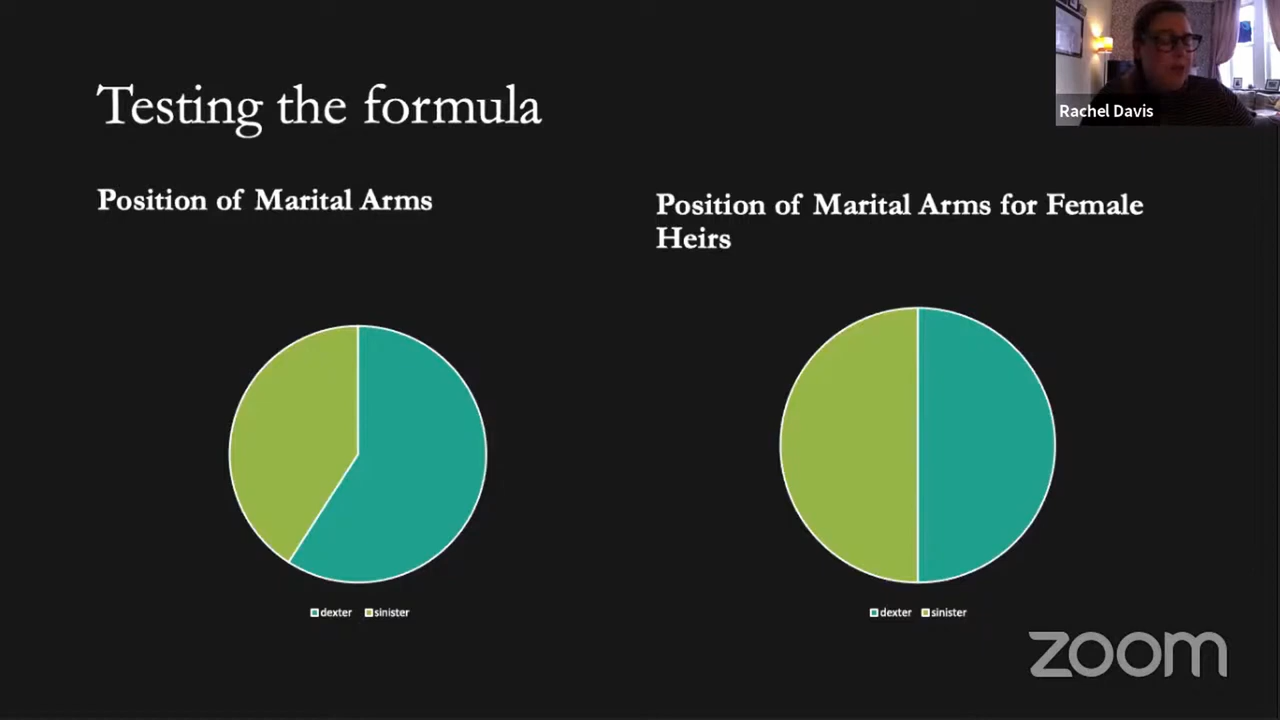 Testing the formula
Rachel Davis
Position of Marital Arms
Position of Marital Arms for Female
Heirs
dexter sinister
dexter sinister
zoom